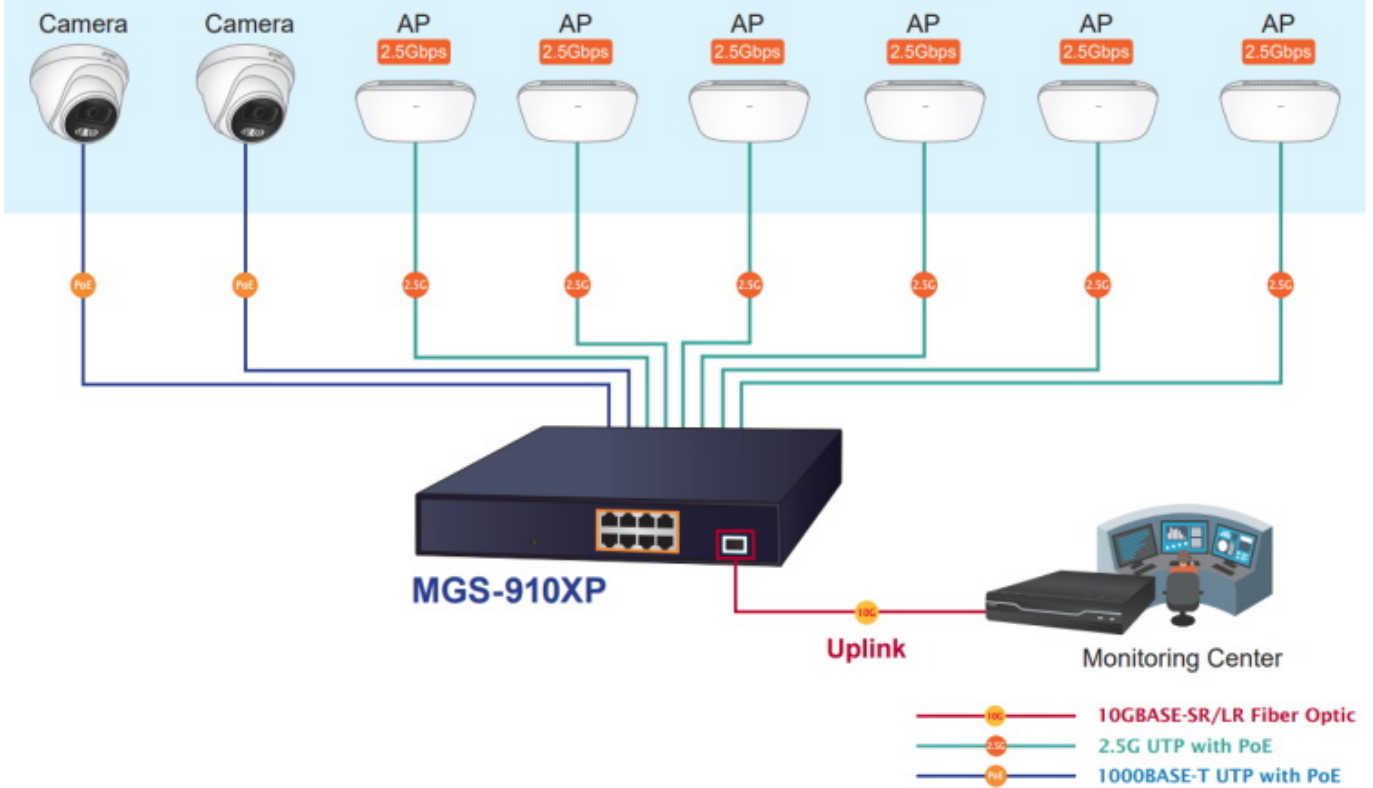 Camera
Camera
AP
AP
AP
AP
AP
AP
2.5Gbps
2.5Gbps
2.5Gbps
2.5Gbps
2.5Gbps
2.5Gbps
PoE
PoE
2.5G
2.5G
2.5G
2.5G
2.5G
2.5G
MGS-910XP
10G
Uplink
Monitoring Center
10G
10GBASE-SR/LR Fiber Optic
2.5G
2.5G UTP with PoE
PoE
1000BASE-T UTP with PoE